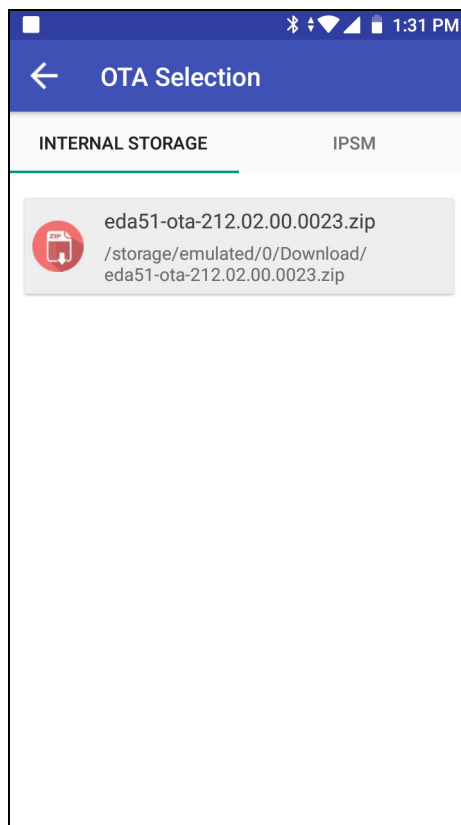 1:31 PM
OTA Selection
INTERNAL STORAGE
IPSM
ZIP
eda51-ota-212.02.00.0023.zip
/storage/emulated/0/Download/
eda51-ota-212.02.00.0023.zip